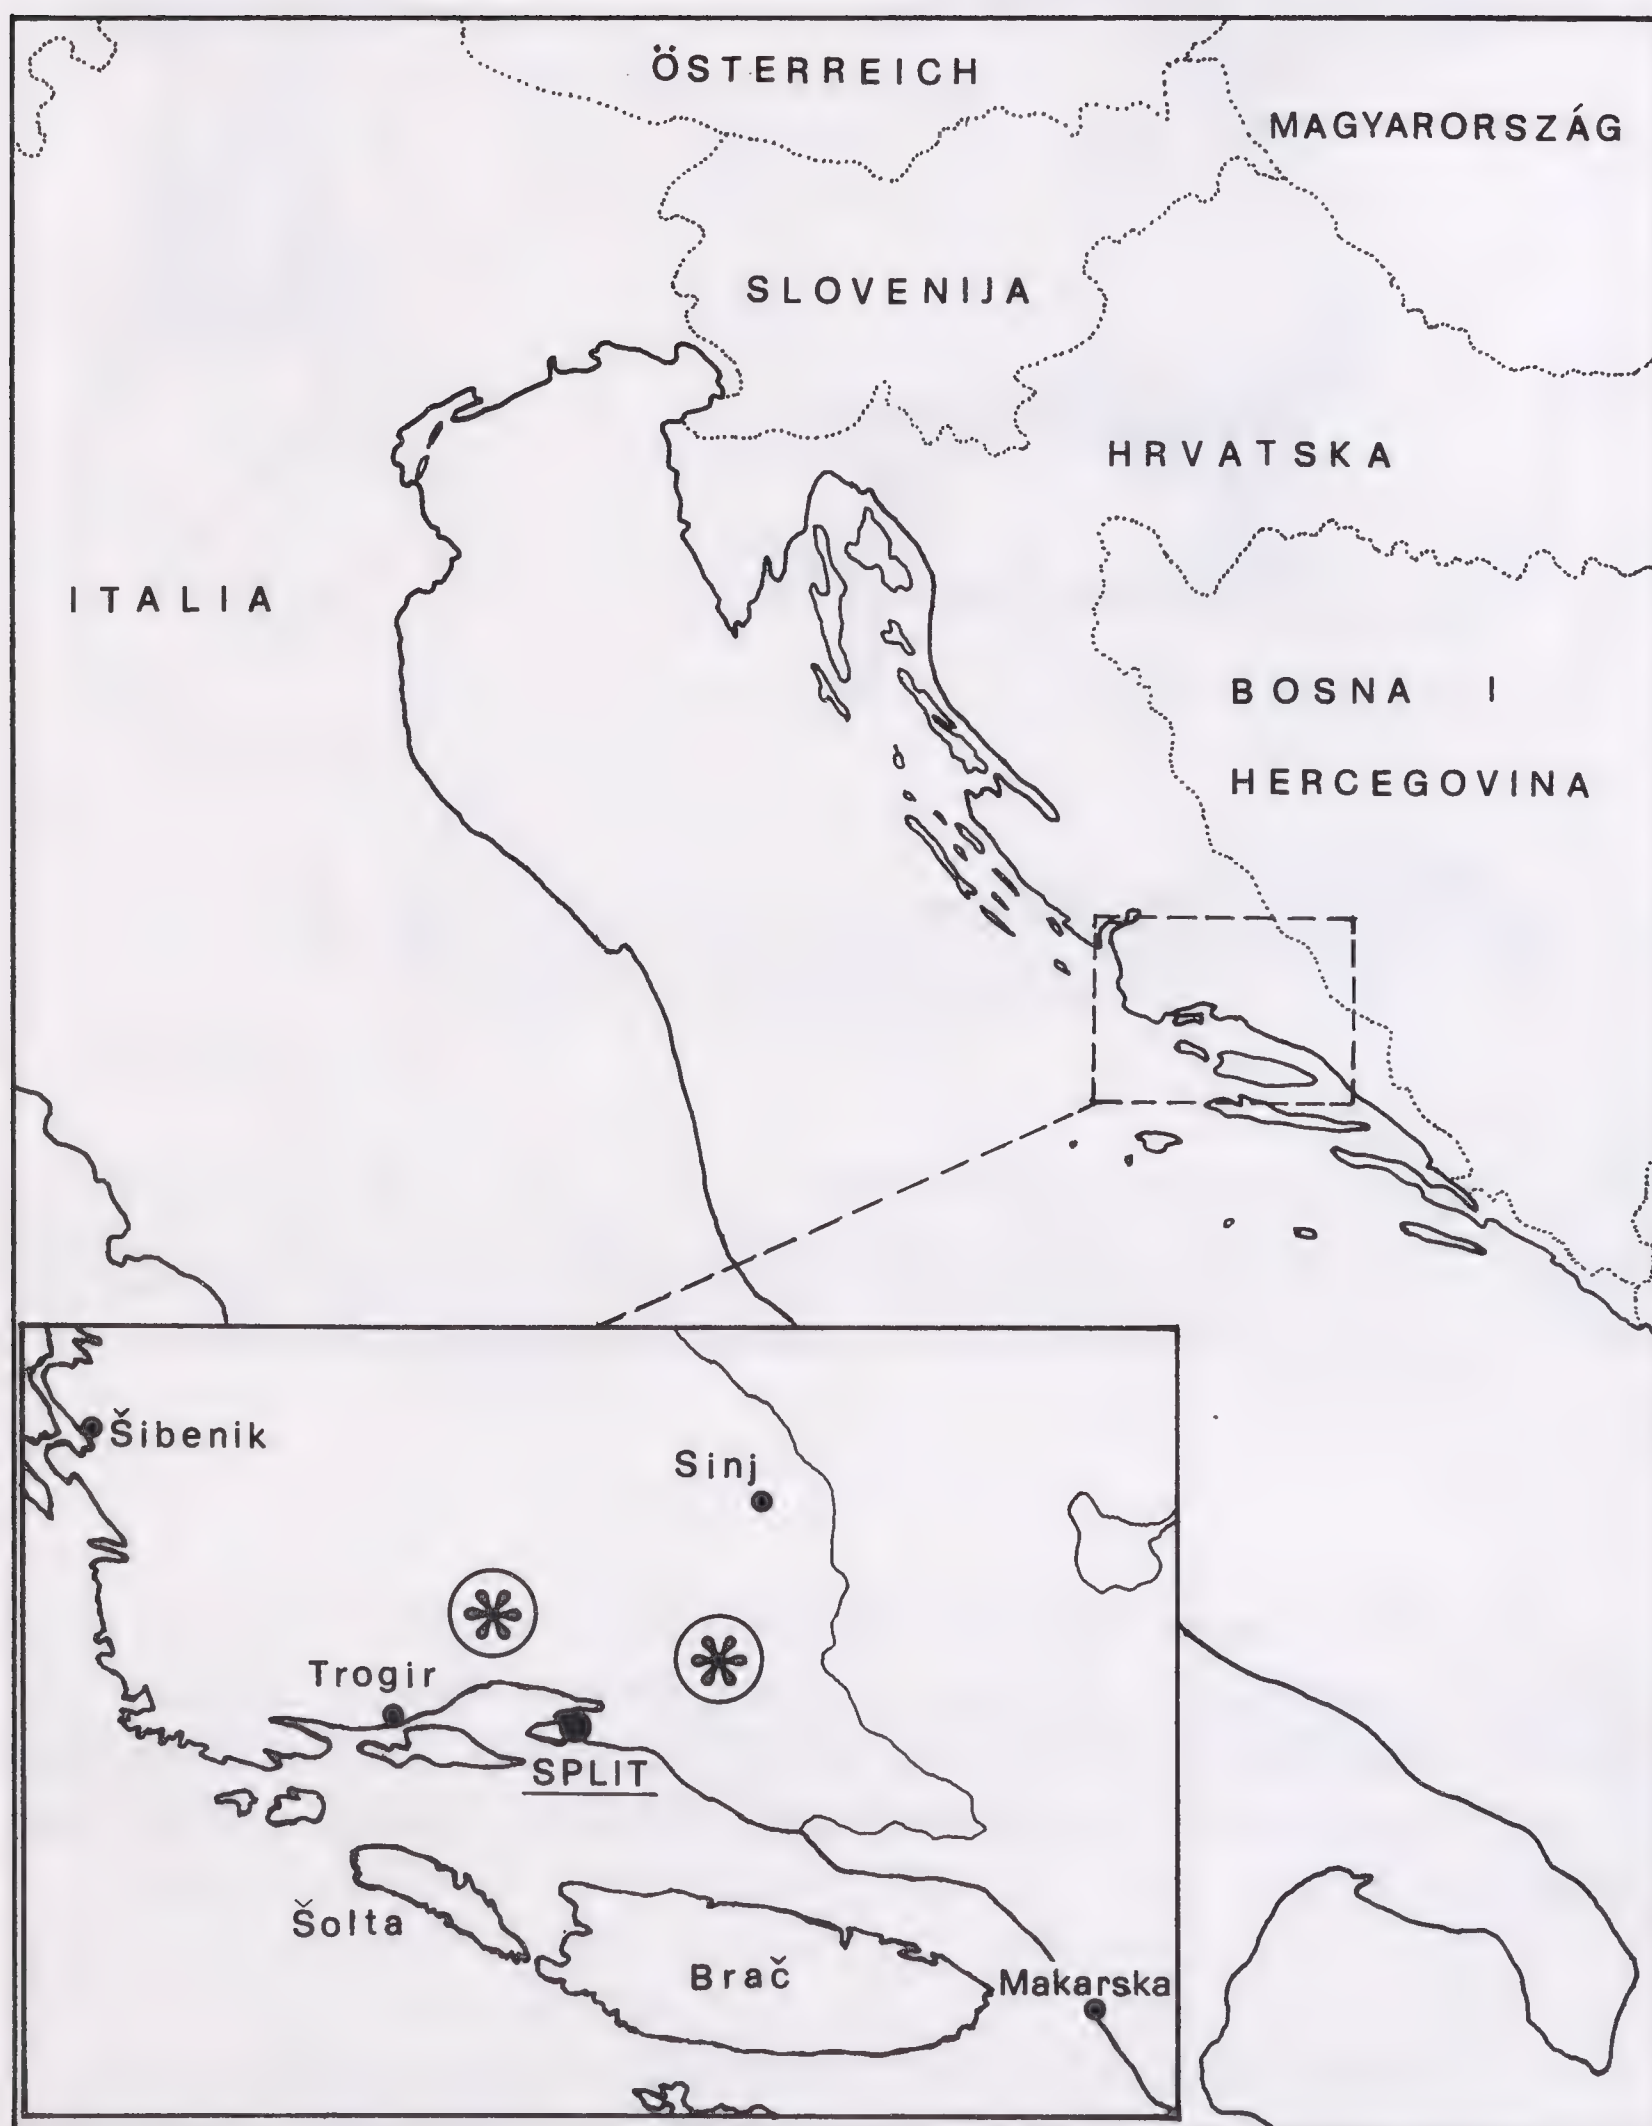 ÖSTERREICH
MAGYARORSZÁG
SLOVENIJA
HRVATSKA
ITALIA
BOSNA I
HERCEGOVINA
Šibenik
Sinj
Trogir
SPLIT
Šolta
Brač
Makarska